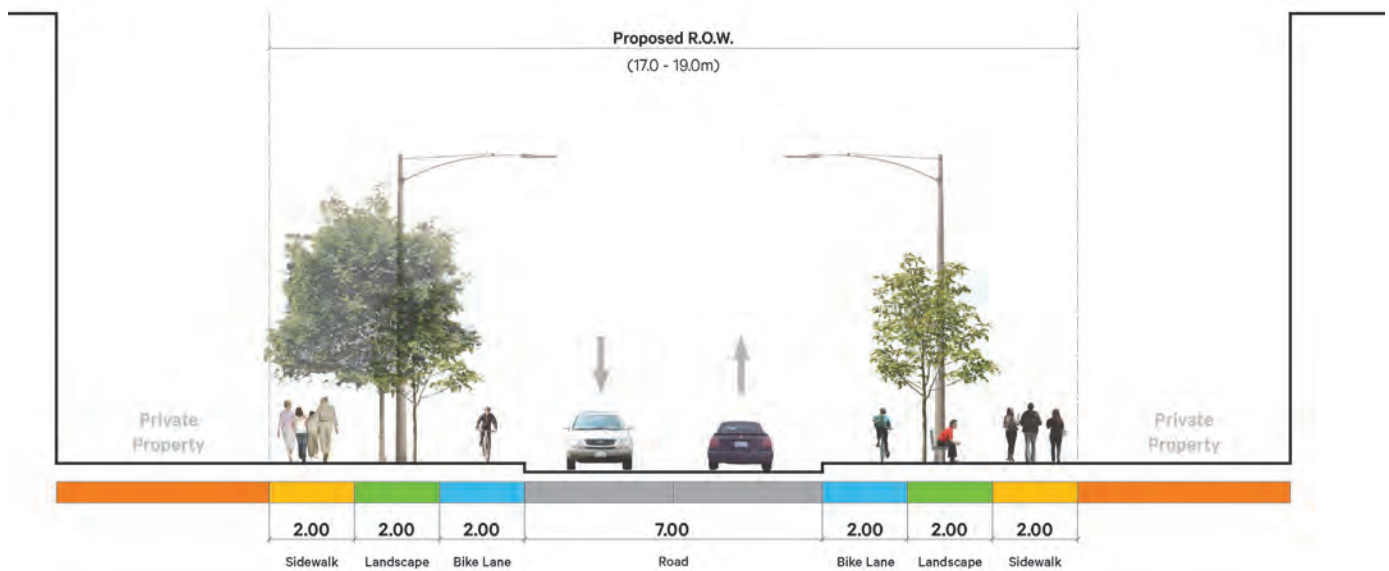 Proposed R.O.W.
(17.0 - 19.0m)
Private
Property
Private
Property
2.00 2.00 2.00 7.00 2.00 2.00 2.00
Sidewalk Landscape Bike Lane Road Bike Lane Landscape Sidewalk